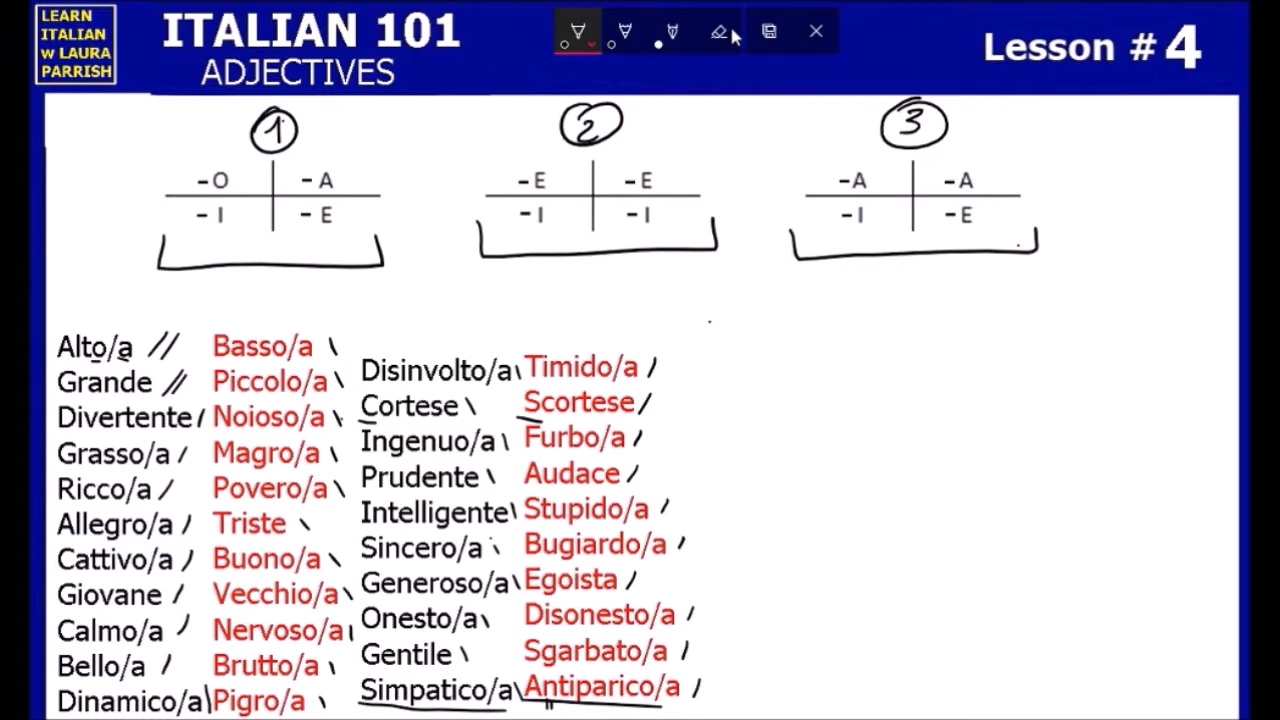 LEARN
ITALIAN
w LAURA
PARRISH
ITALIAN 101
ADJECTIVES
Lesson # 4
1 2 3
-O -A -E -E -A -A
-I -E -I -I -I -E
Alto/a // Basso/a \
Disinvolto/a\ Timido/a /
Grande // Piccolo/a \
Cortese \ Scortese /
Divertente / Noioso/a \
Ingenuo/a \ Furbo/a /
Grasso/a / Magro/a \
Prudente \ Audace /
Ricco/a / Povero/a \
Intelligente \ Stupido/a /
Allegro/a / Triste \
Sincero/a \ Bugiardo/a /
Cattivo/a / Buono/a \
Generoso/a \ Egoista /
Giovane / Vecchio/a \
Onesto/a \ Disonesto/a /
Calmo/a / Nervoso/a \
Gentile \ Sgarbato/a /
Bello/a / Brutto/a \
Simpatico/a \ Antiparico/a /
Dinamico/a \ Pigro/a \